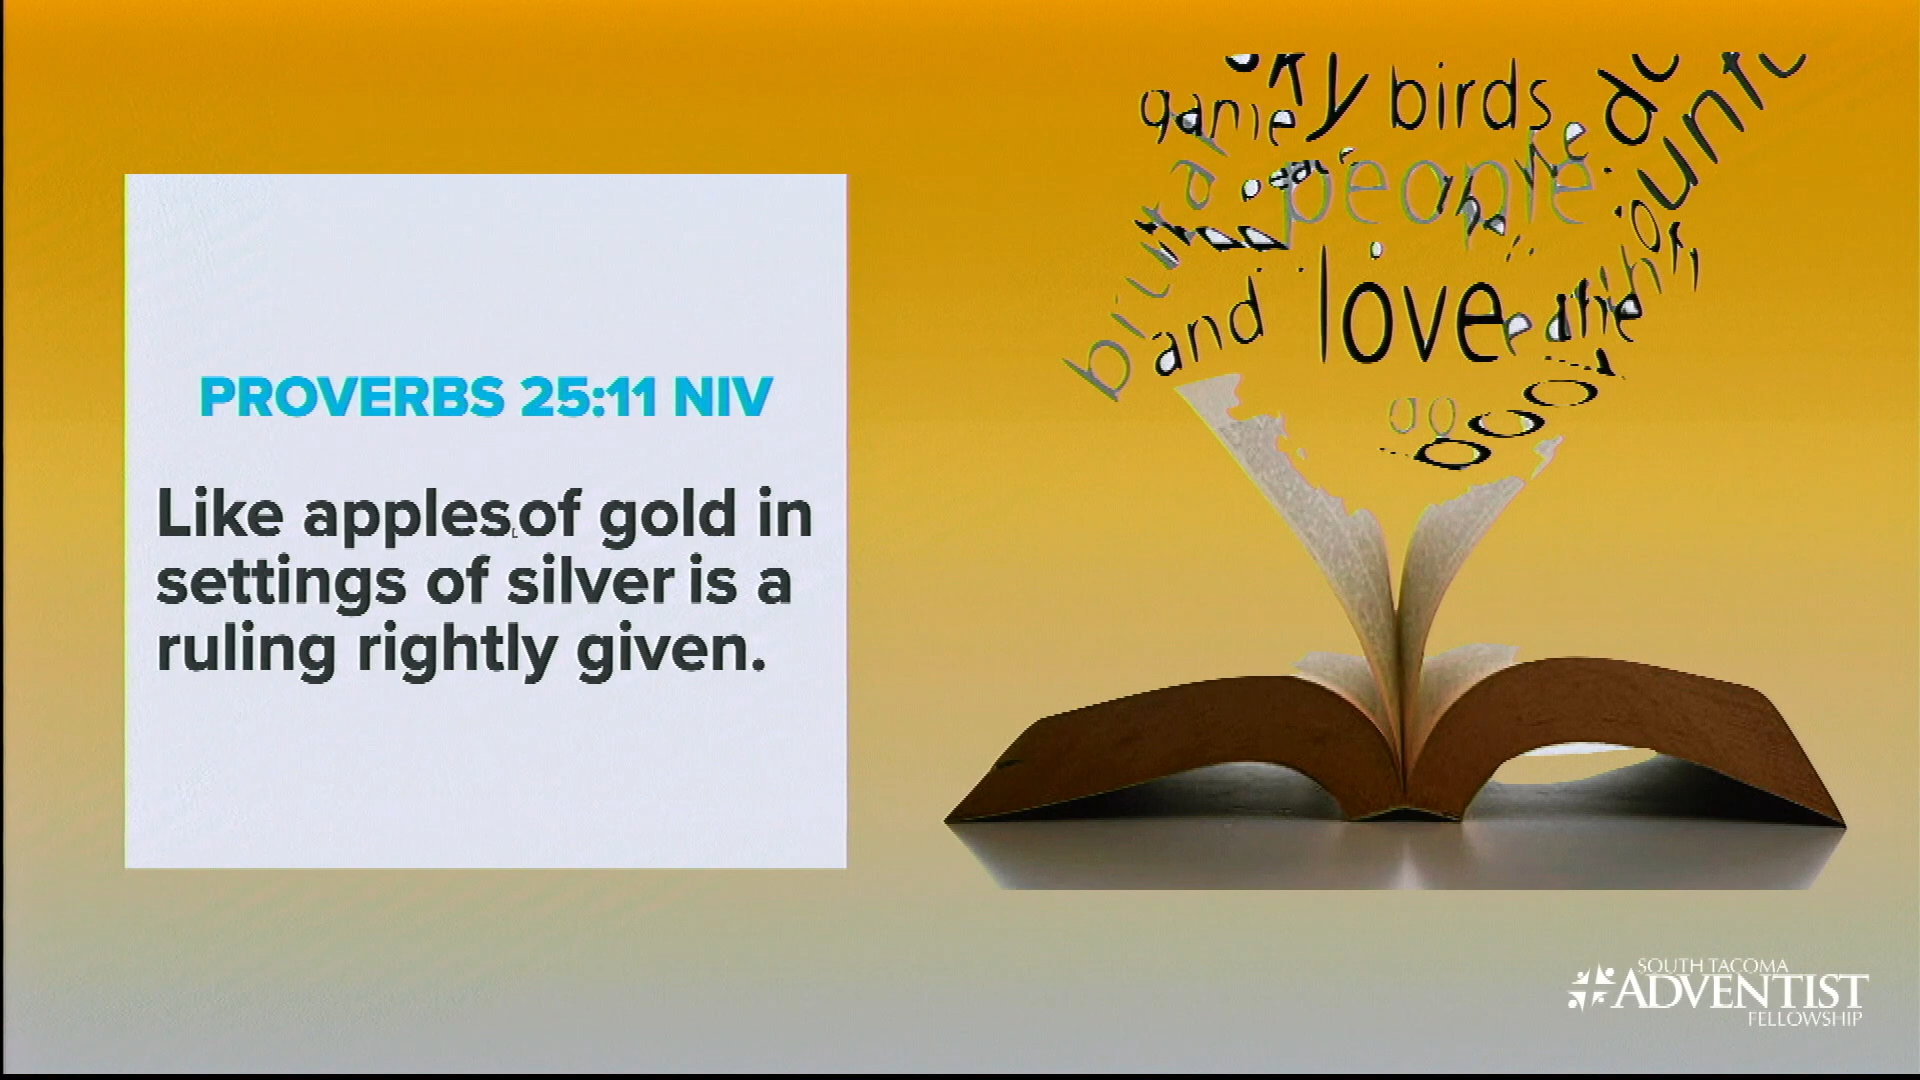 PROVERBS 25:11 NIV
Like apples of gold in
settings of silver is a
ruling rightly given.
birds
people
and love
SOUTH TACOMA
ADVENTIST
FELLOWSHIP